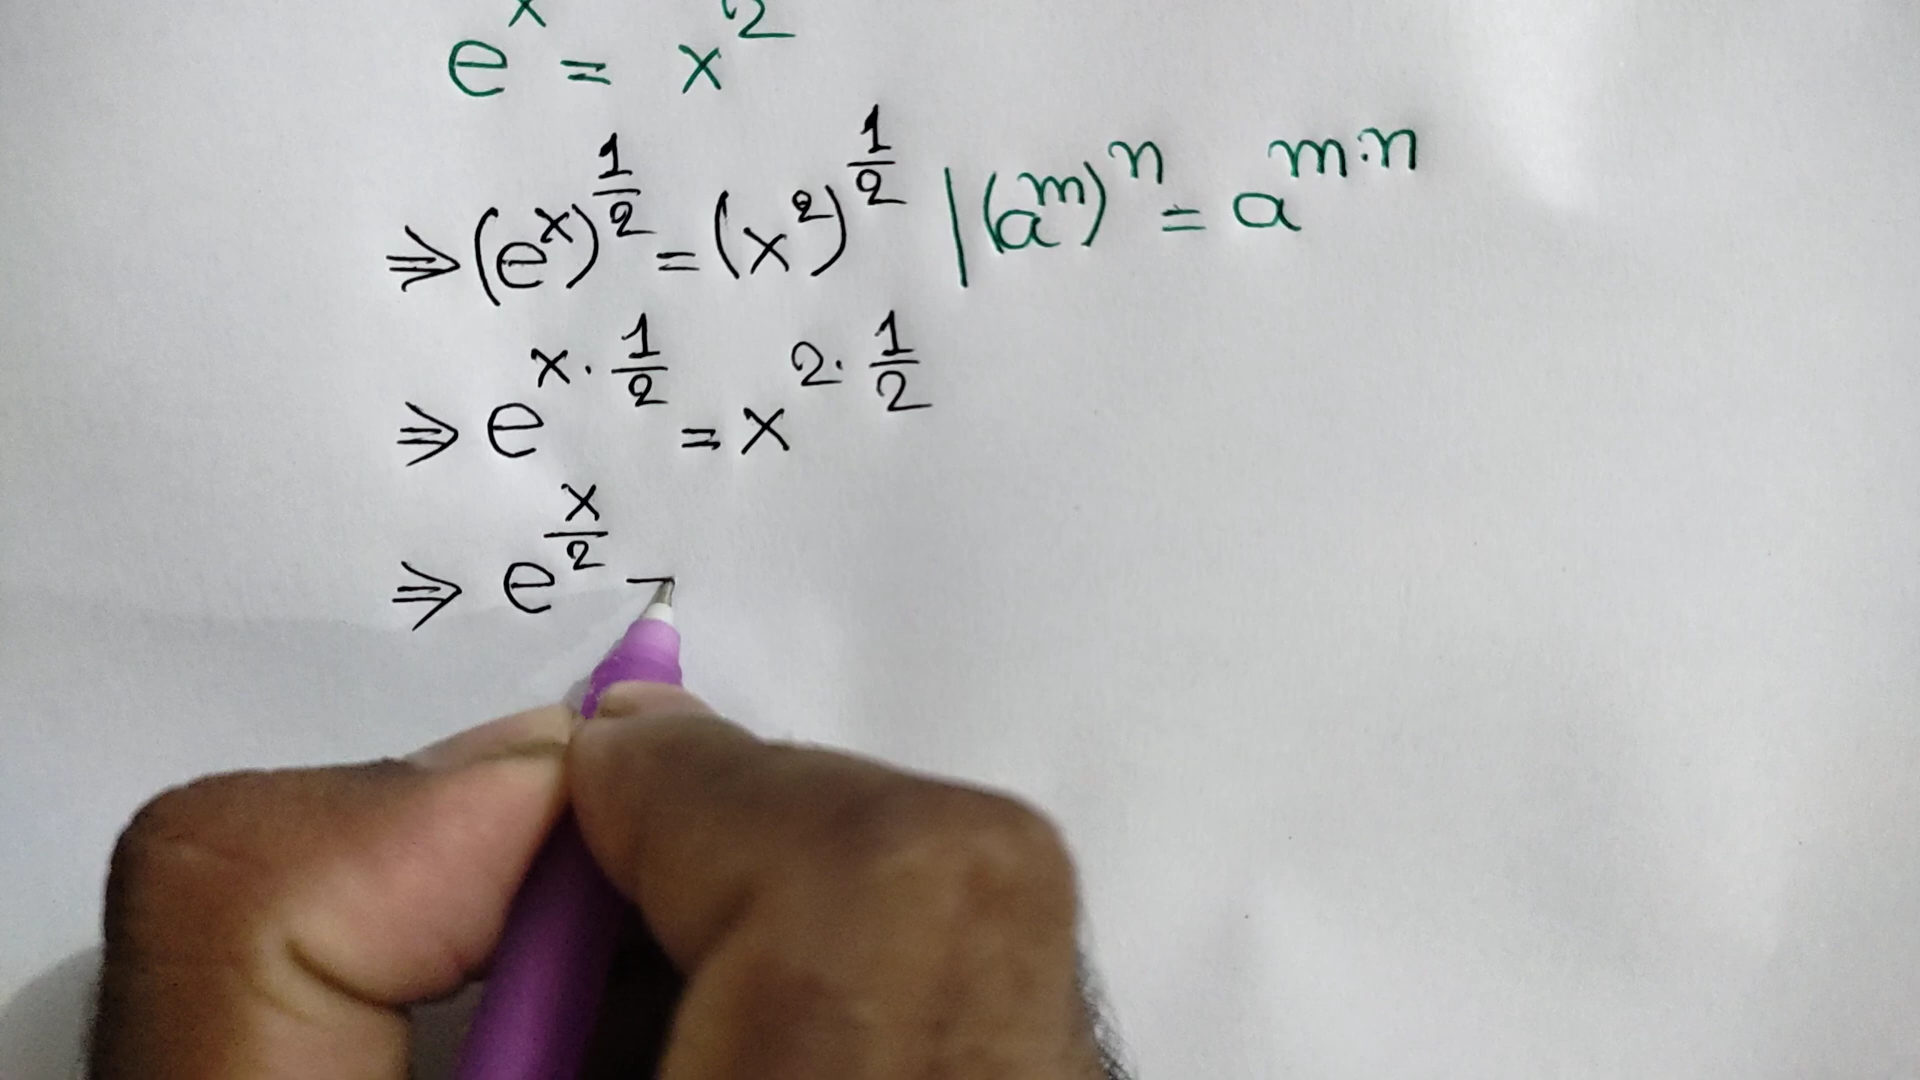 e^x = x^2
⇒ (e^x)^(1/2) = (x^2)^(1/2) | (a^m)^n = a^(m·n)
⇒ e^(x·1/2) = x^(2·1/2)
⇒ e^(x/2) –